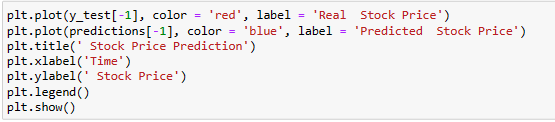 plt.plot(y_test[-1], color = 'red', label = 'Real  Stock Price')
plt.plot(predictions[-1], color = 'blue', label = 'Predicted  Stock Price')
plt.title(' Stock Price Prediction')
plt.xlabel('Time')
plt.ylabel(' Stock Price')
plt.legend()
plt.show()